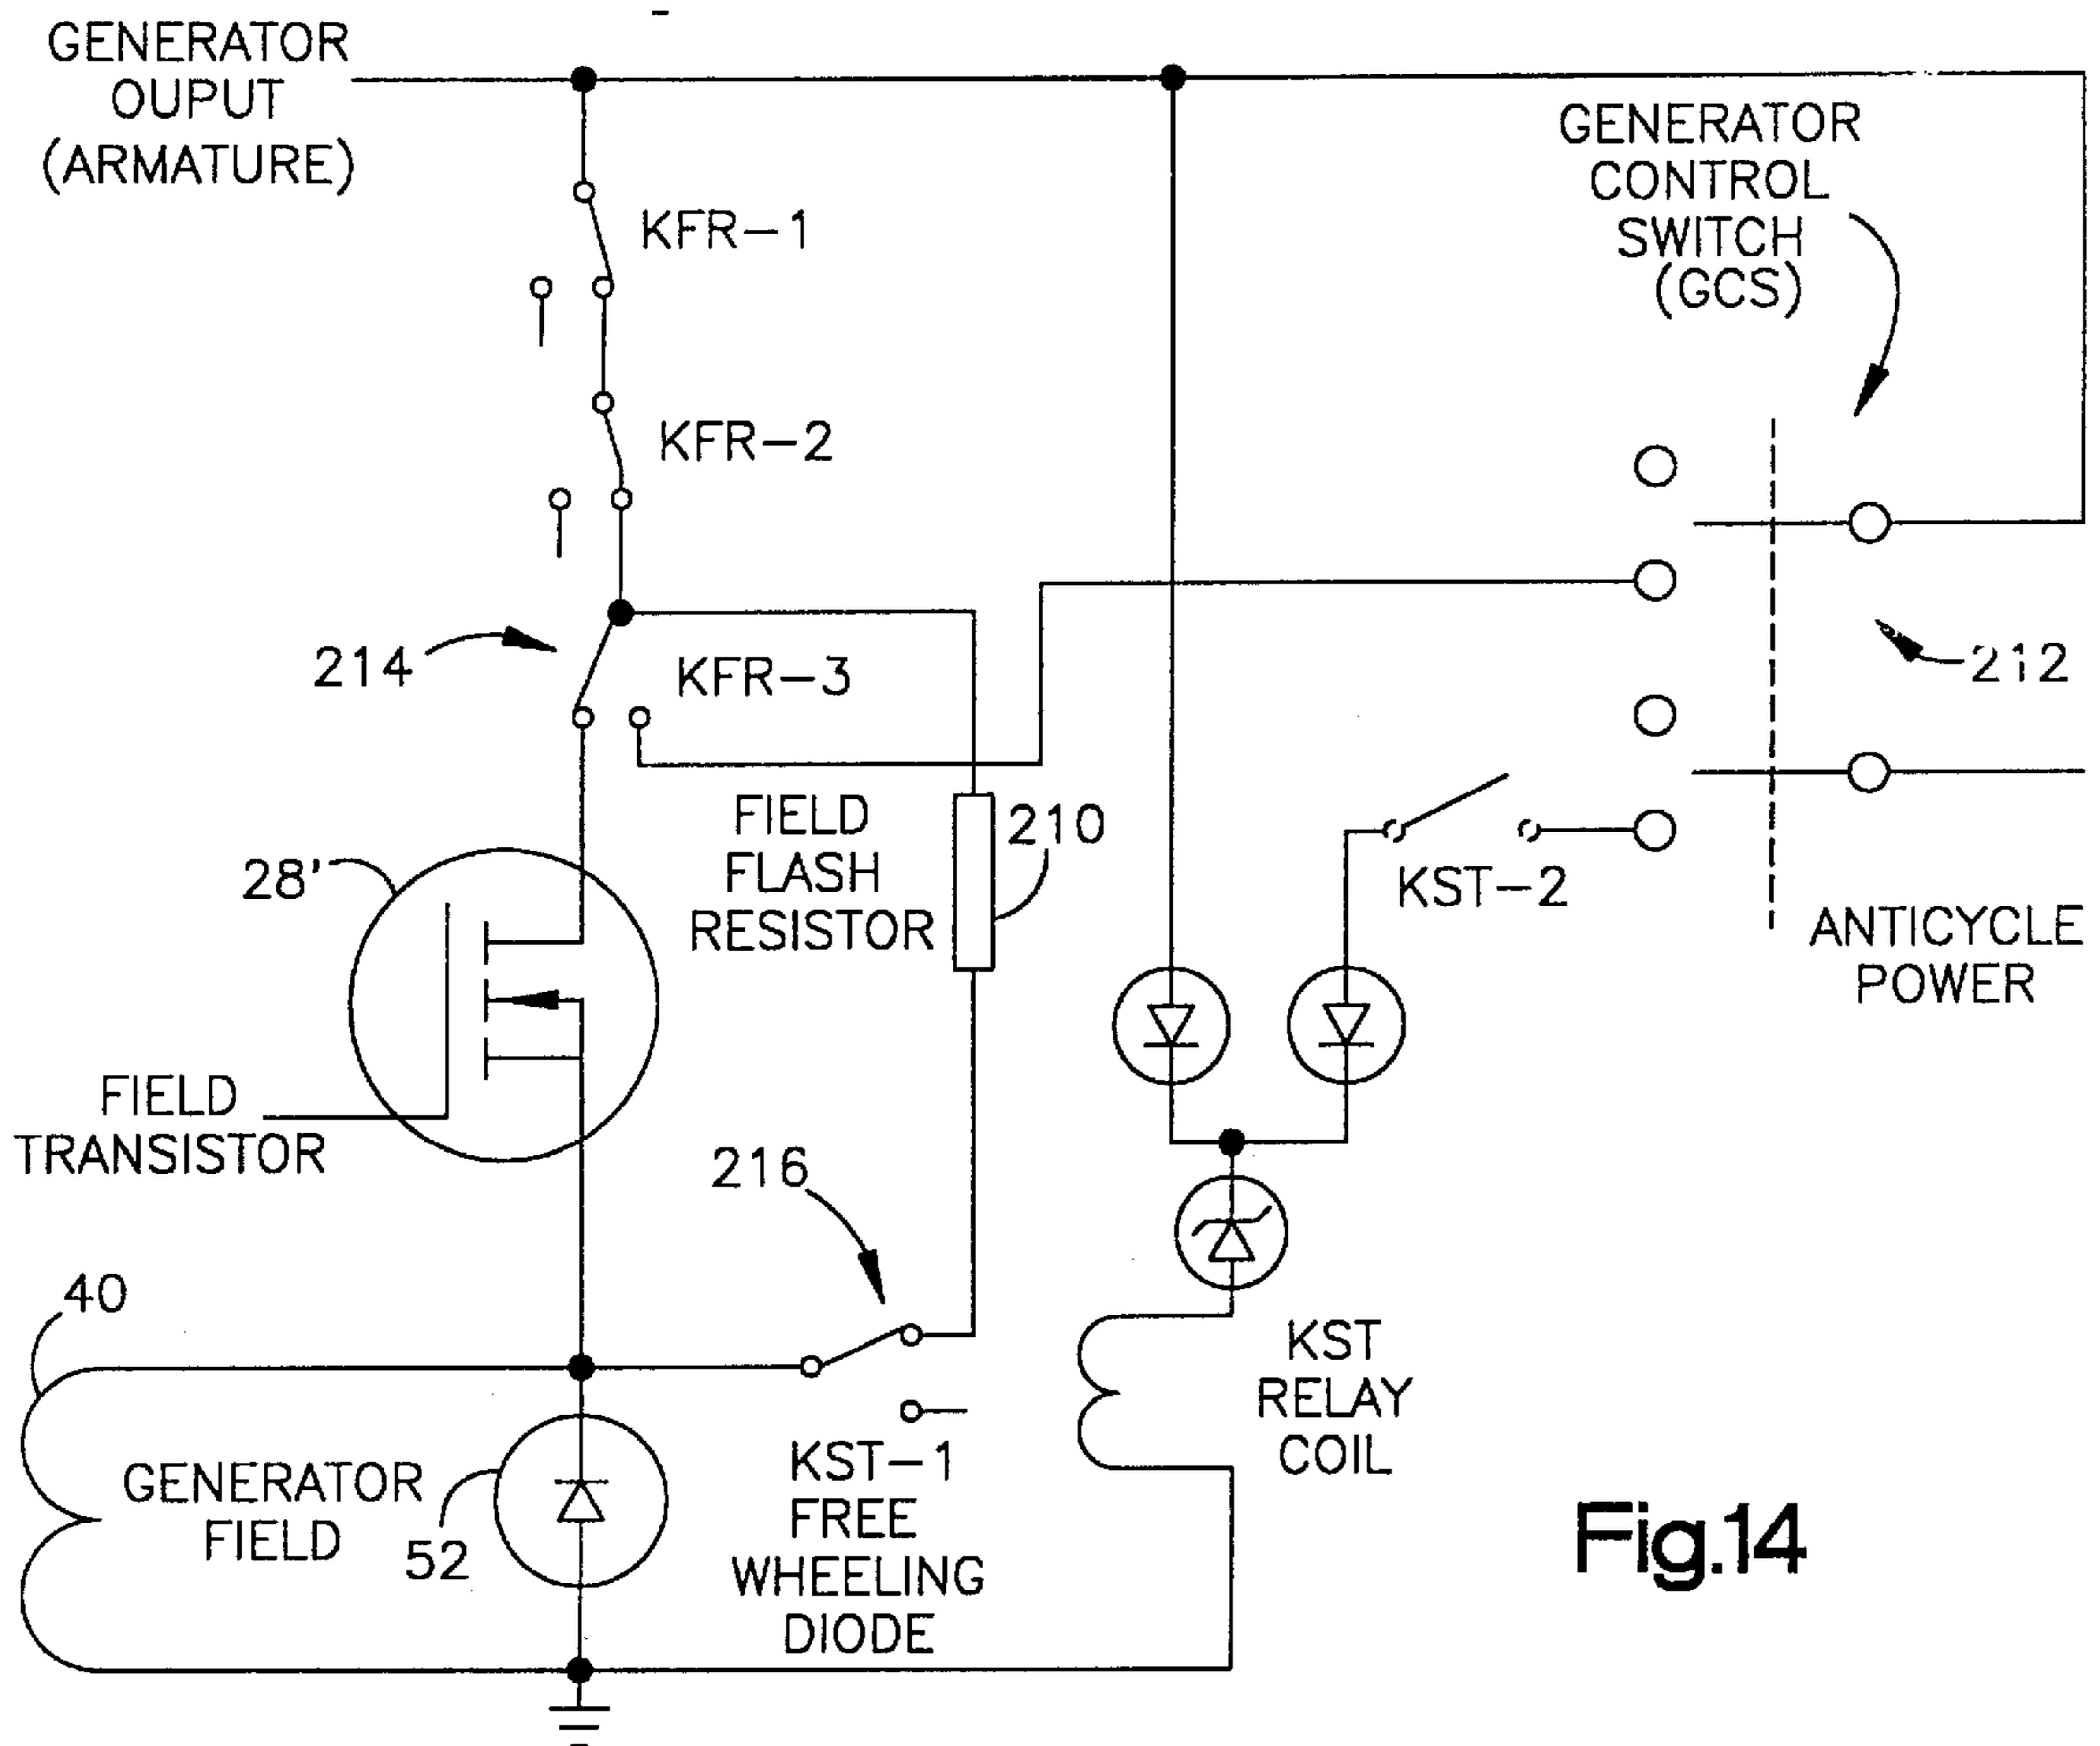 GENERATOR
OUPUT
(ARMATURE)
KFR-1
GENERATOR
CONTROL
SWITCH
(GCS)
KFR-2
214
KFR-3
212
FIELD
FLASH
RESISTOR
210
28'
KST-2
ANTICYCLE
POWER
FIELD
TRANSISTOR
216
40
KST
RELAY
COIL
GENERATOR
FIELD
52
KST-1
FREE
WHEELING
DIODE
Fig.14